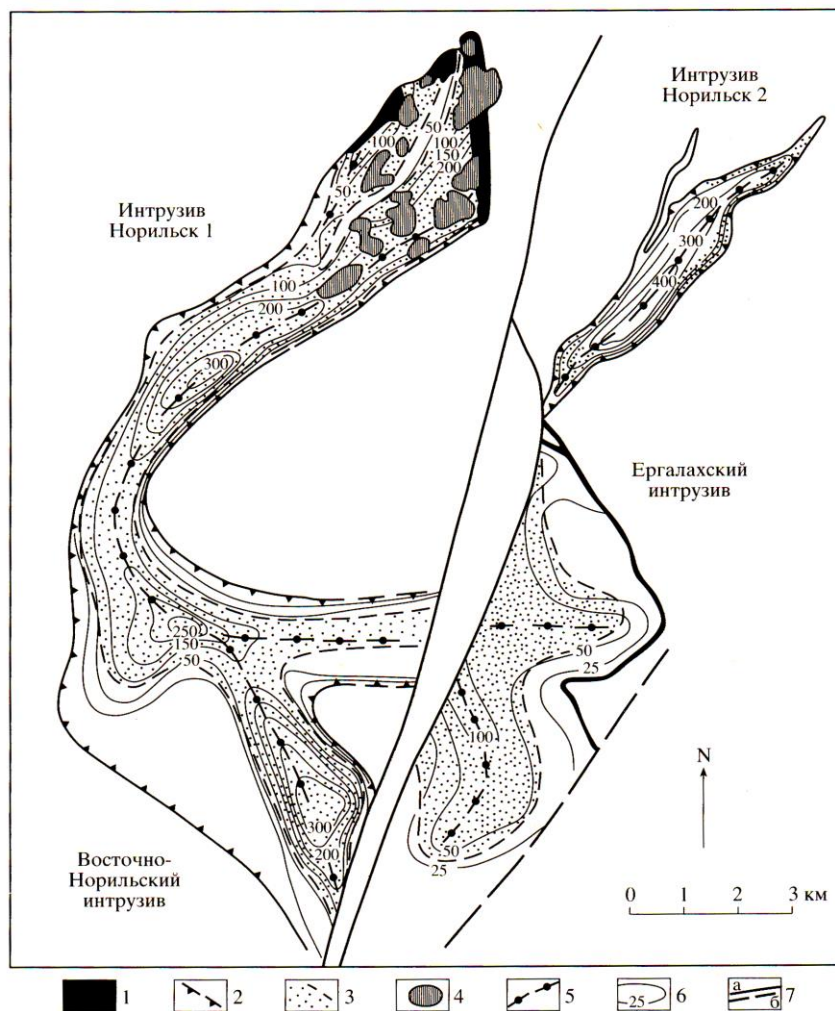 Интрузив
Норильск 2
Интрузив
Норильск 1
50
100
100
150
200
50
200
300
400
100
200
300
Ергалахский
интрузив
250
150
50
50
25
100
300
200
50
25
N
Восточно-
Норильский
интрузив
0 1 2 3 км
1 2 3 4 5 25 6 а б 7